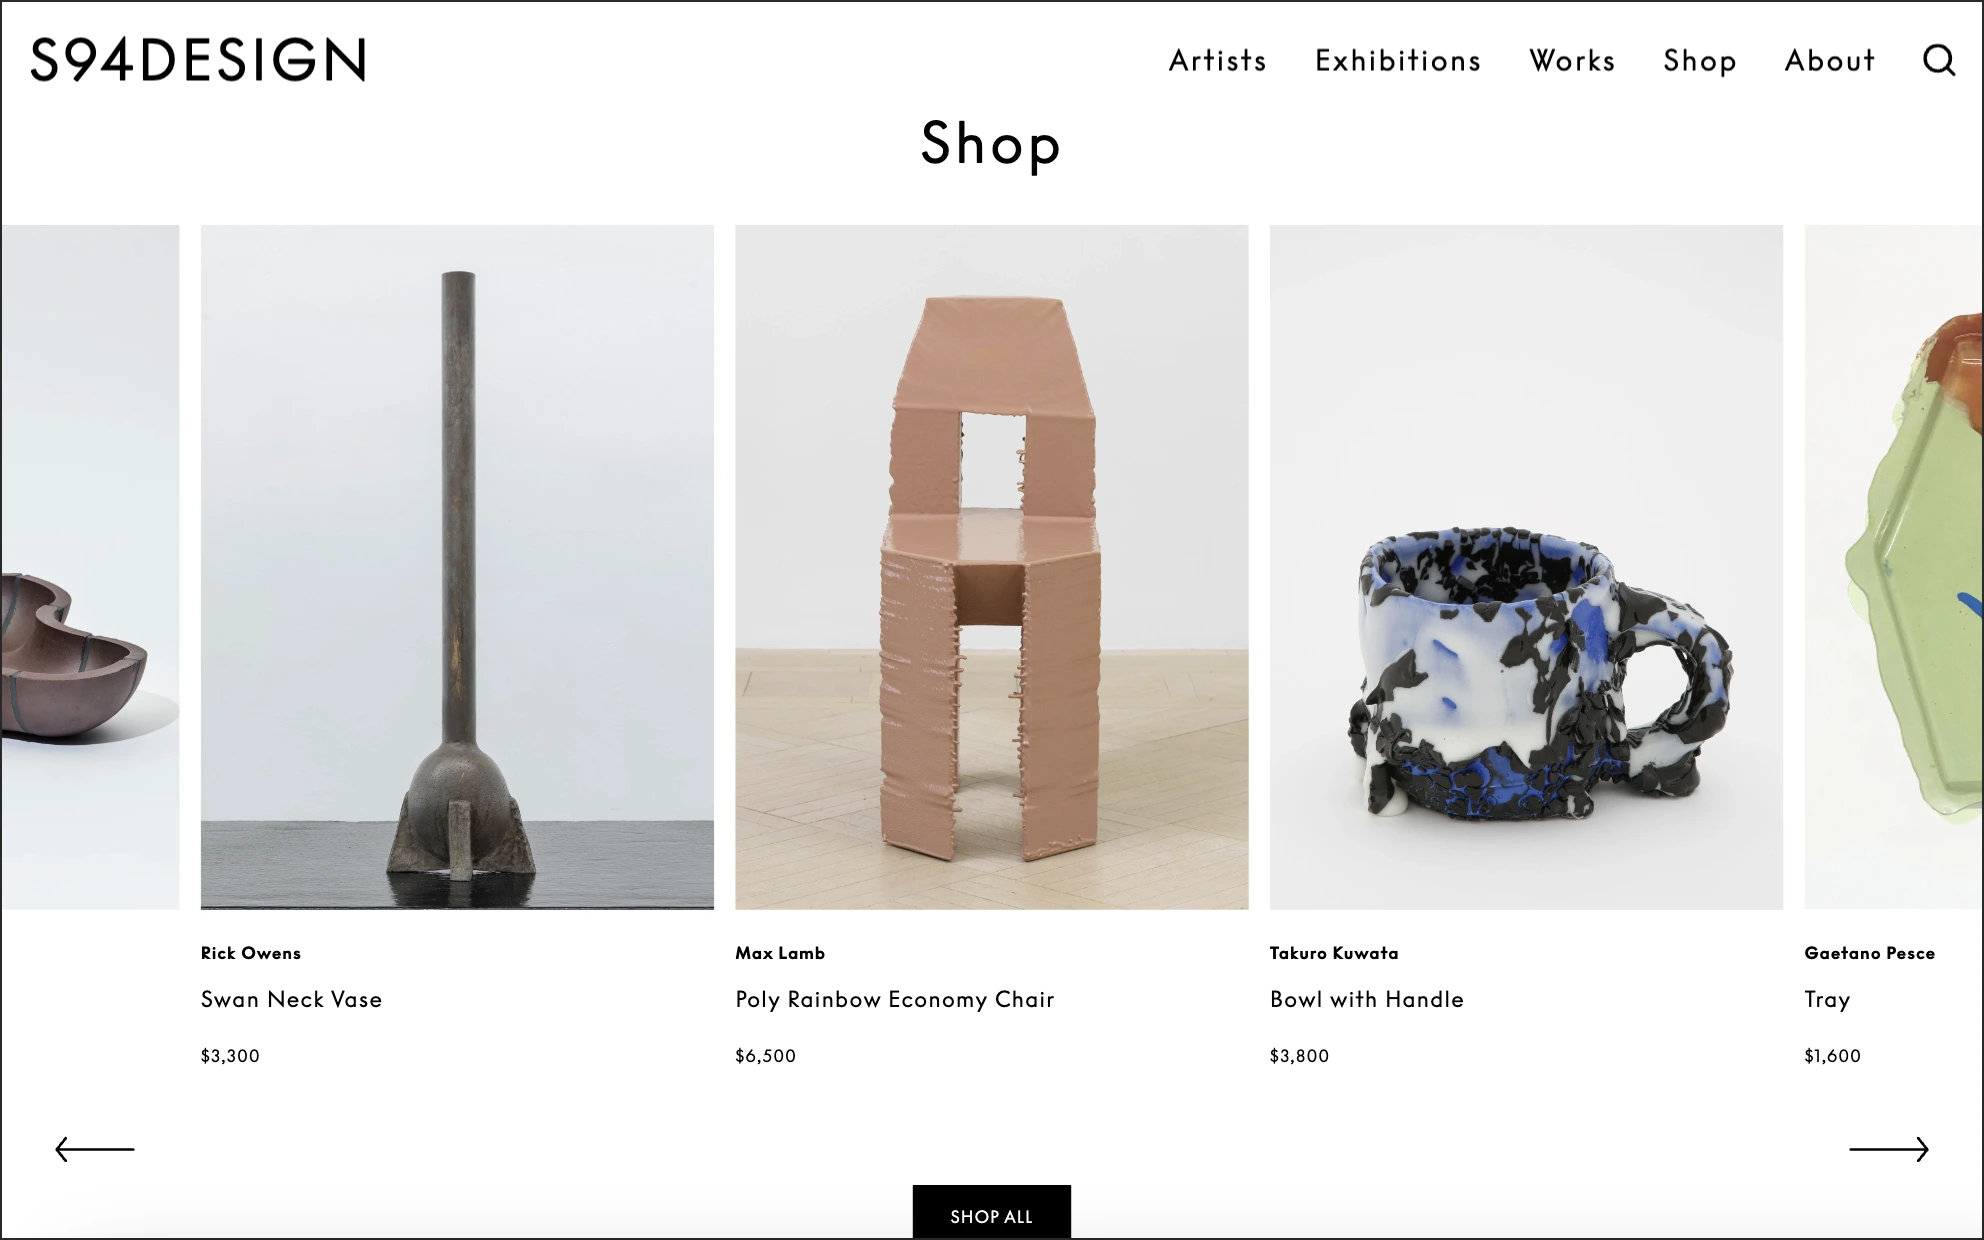 S94DESIGN
Artists Exhibitions Works Shop About
Shop
Rick Owens
Swan Neck Vase
$3,300
Max Lamb
Poly Rainbow Economy Chair
$6,500
Takuro Kuwata
Bowl with Handle
$3,800
Gaetano Pesce
Tray
$1,600
SHOP ALL